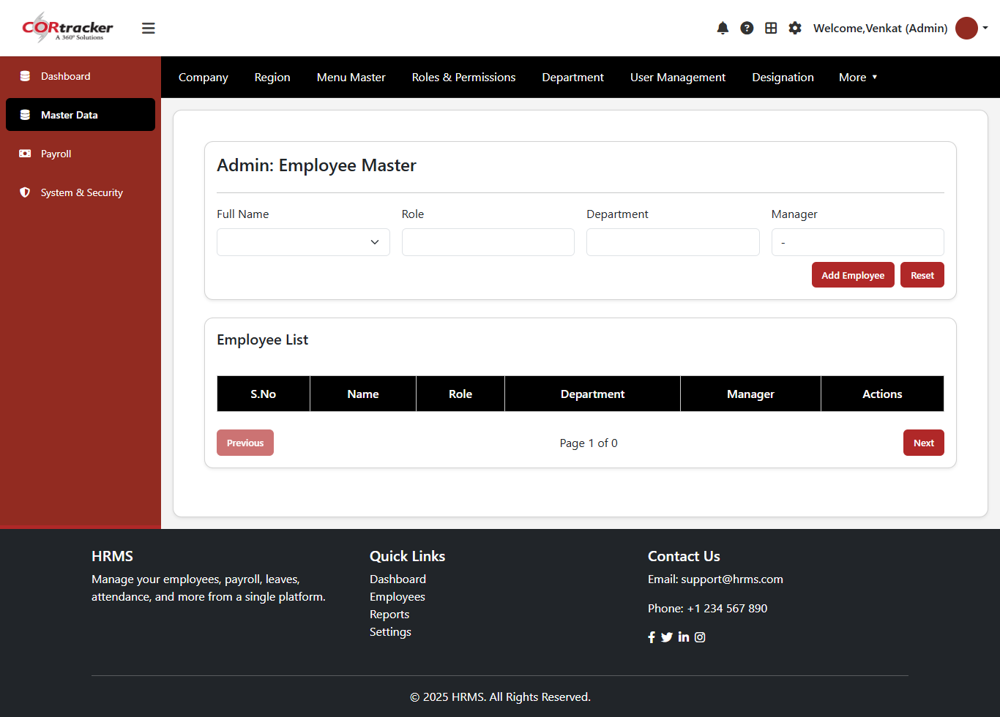 CORtracker
A 360° Solutions
Welcome,Venkat (Admin)
Dashboard
Master Data
Payroll
System & Security
Company Region Menu Master Roles & Permissions Department User Management Designation More ▼
Admin: Employee Master
Full Name Role Department Manager
-
Add Employee Reset
Employee List
S.No Name Role Department Manager Actions
Previous Page 1 of 0 Next
HRMS
Manage your employees, payroll, leaves,
attendance, and more from a single platform.
Quick Links
Dashboard
Employees
Reports
Settings
Contact Us
Email: support@hrms.com
Phone: +1 234 567 890
© 2025 HRMS. All Rights Reserved.